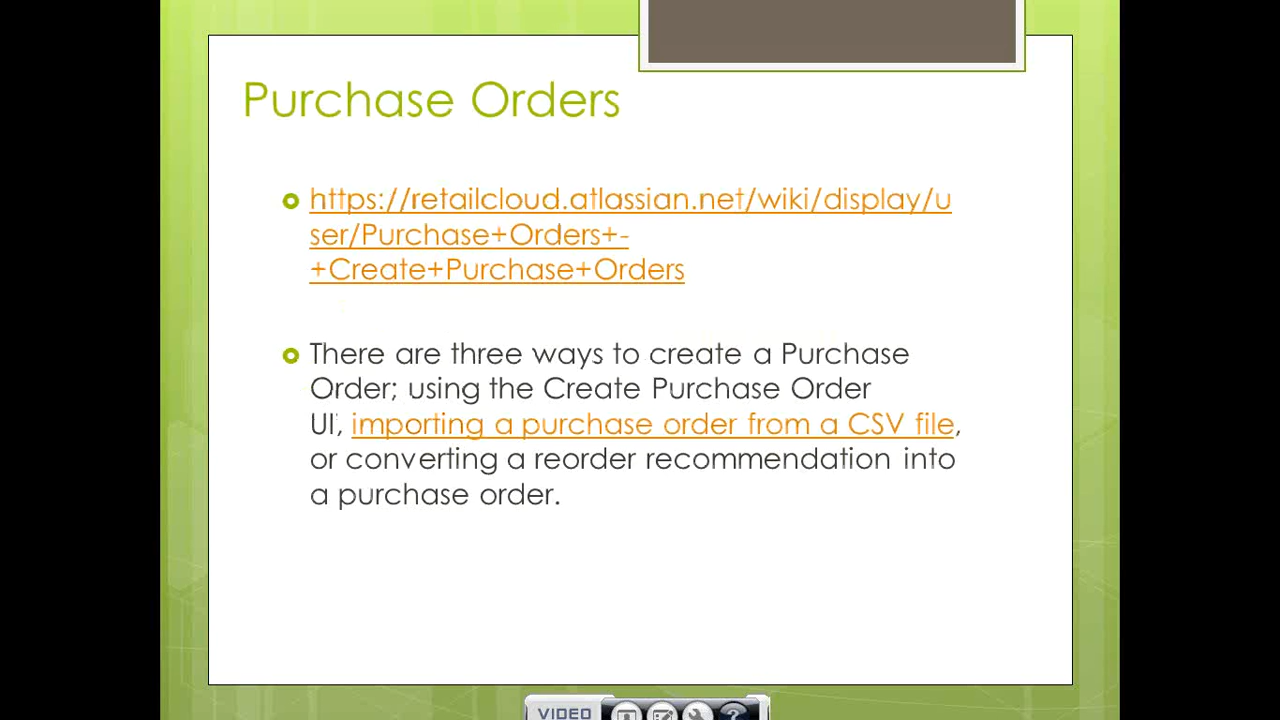 Purchase Orders
https://retailcloud.atlassian.net/wiki/display/u
ser/Purchase+Orders+-
+Create+Purchase+Orders
There are three ways to create a Purchase
Order; using the Create Purchase Order
UI, importing a purchase order from a CSV file,
or converting a reorder recommendation into
a purchase order.
VIDEO